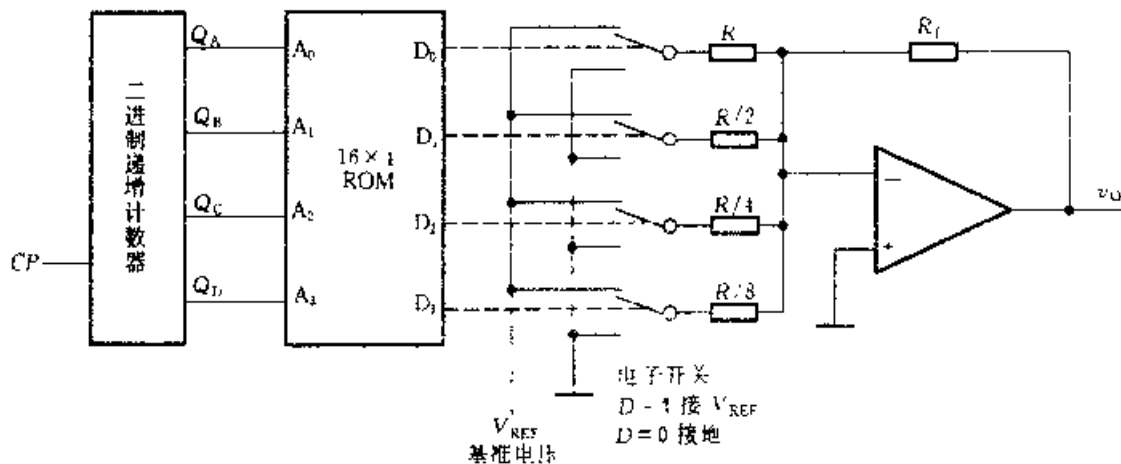 二进制递增计数器
CP
Q_A
Q_B
Q_C
Q_D
A_0
A_1
A_2
A_3
16×4
ROM
D_0
D_1
D_2
D_3
R
R/2
R/4
R/8
R_f
−
+
v_O
V_REF
基准电压
电子开关
D=1 接 V_REF
D=0 接地